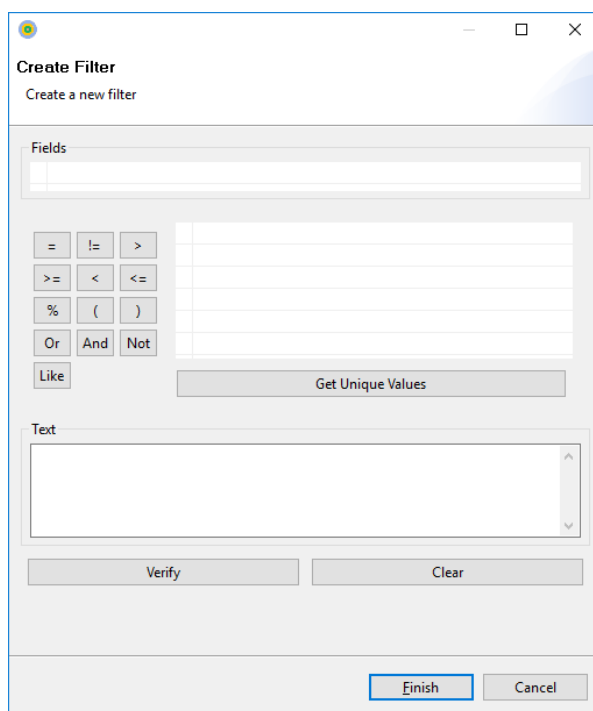 Create Filter
Create a new filter
Fields
= != >
>= < <=
% ( )
Or And Not
Like
Get Unique Values
Text
Verify Clear
Finish Cancel